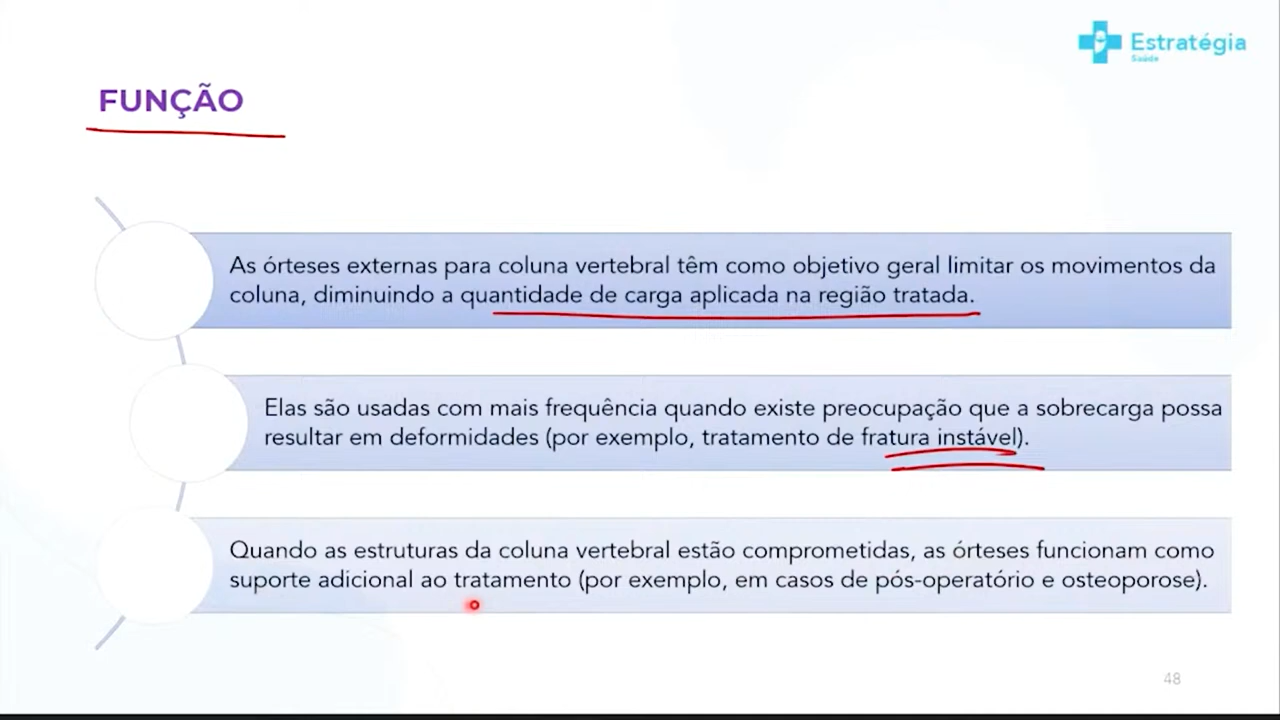 Estratégia
Saúde
FUNÇÃO
As órteses externas para coluna vertebral têm como objetivo geral limitar os movimentos da
coluna, diminuindo a quantidade de carga aplicada na região tratada.
Elas são usadas com mais frequência quando existe preocupação que a sobrecarga possa
resultar em deformidades (por exemplo, tratamento de fratura instável).
Quando as estruturas da coluna vertebral estão comprometidas, as órteses funcionam como
suporte adicional ao tratamento (por exemplo, em casos de pós-operatório e osteoporose).
48